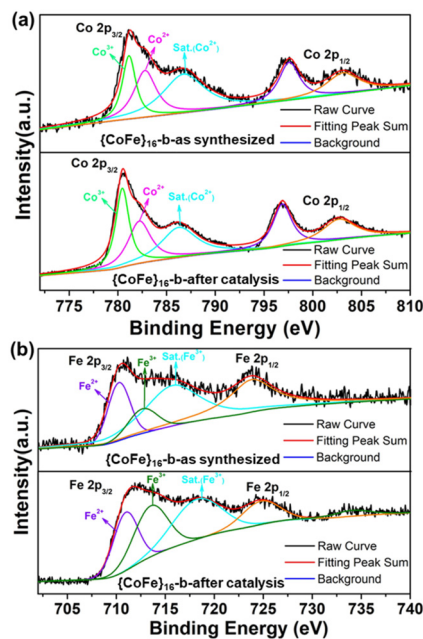 (a)
Intensity(a.u.)
Co 2p3/2
Co³⁺
Co²⁺
Sat.(Co²⁺)
Co 2p1/2
Raw Curve
Fitting Peak Sum
Background
{CoFe}16-b-as synthesized
Co 2p3/2
Co³⁺
Co²⁺
Sat.(Co²⁺)
Co 2p1/2
Raw Curve
Fitting Peak Sum
Background
{CoFe}16-b-after catalysis
775 780 785 790 795 800 805 810
Binding Energy (eV)
(b)
Intensity(a.u.)
Fe 2p3/2
Fe²⁺
Fe³⁺
Sat.(Fe³⁺)
Fe 2p1/2
Raw Curve
Fitting Peak Sum
Background
{CoFe}16-b-as synthesized
Fe 2p3/2
Fe²⁺
Fe³⁺
Sat.(Fe³⁺)
Fe 2p1/2
Raw Curve
Fitting Peak Sum
Background
{CoFe}16-b-after catalysis
705 710 715 720 725 730 735 740
Binding Energy (eV)